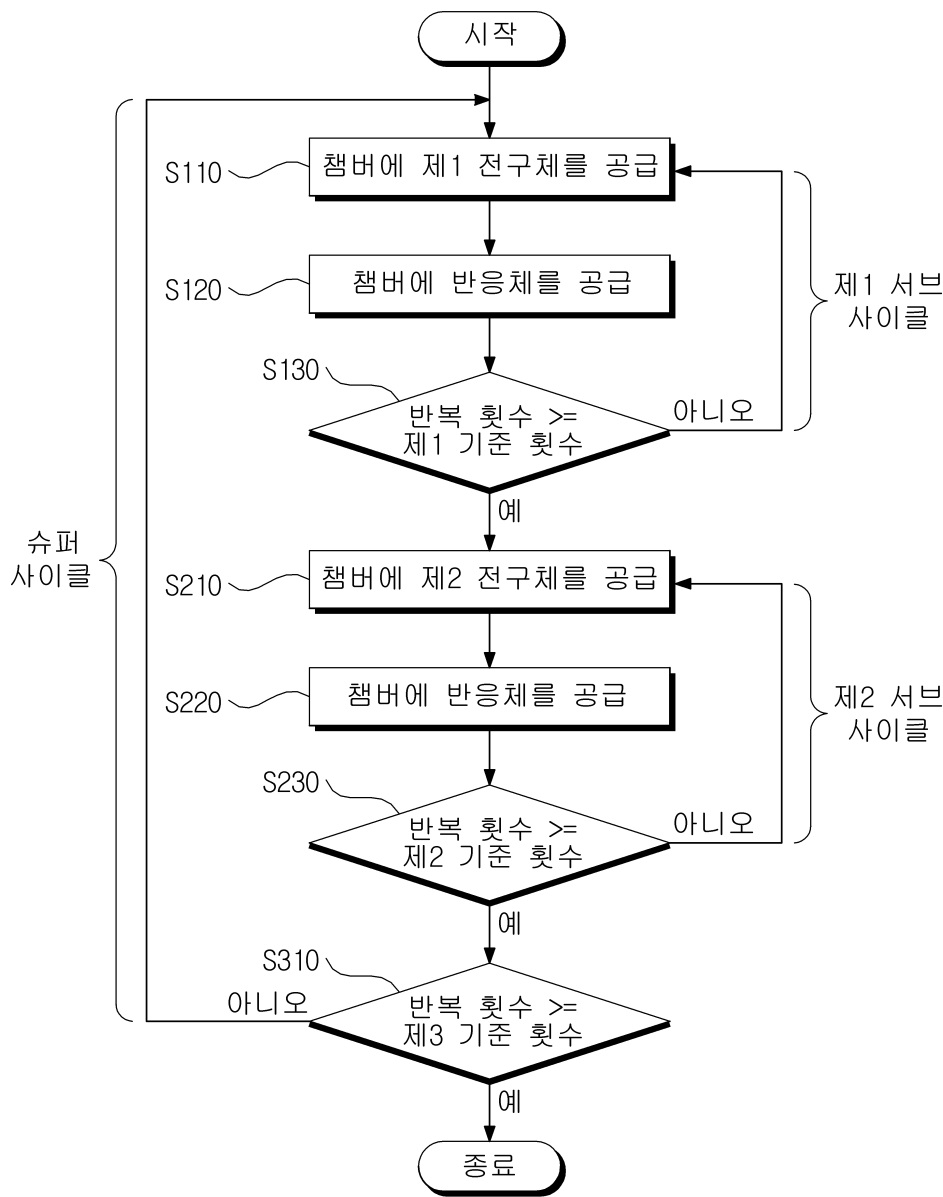 시작
S110
챔버에 제1 전구체를 공급
S120
챔버에 반응체를 공급
제1 서브
사이클
S130
반복 횟수 >=
제1 기준 횟수
아니오
예
슈퍼
사이클
S210
챔버에 제2 전구체를 공급
S220
챔버에 반응체를 공급
제2 서브
사이클
S230
반복 횟수 >=
제2 기준 횟수
아니오
예
S310
아니오
반복 횟수 >=
제3 기준 횟수
예
종료